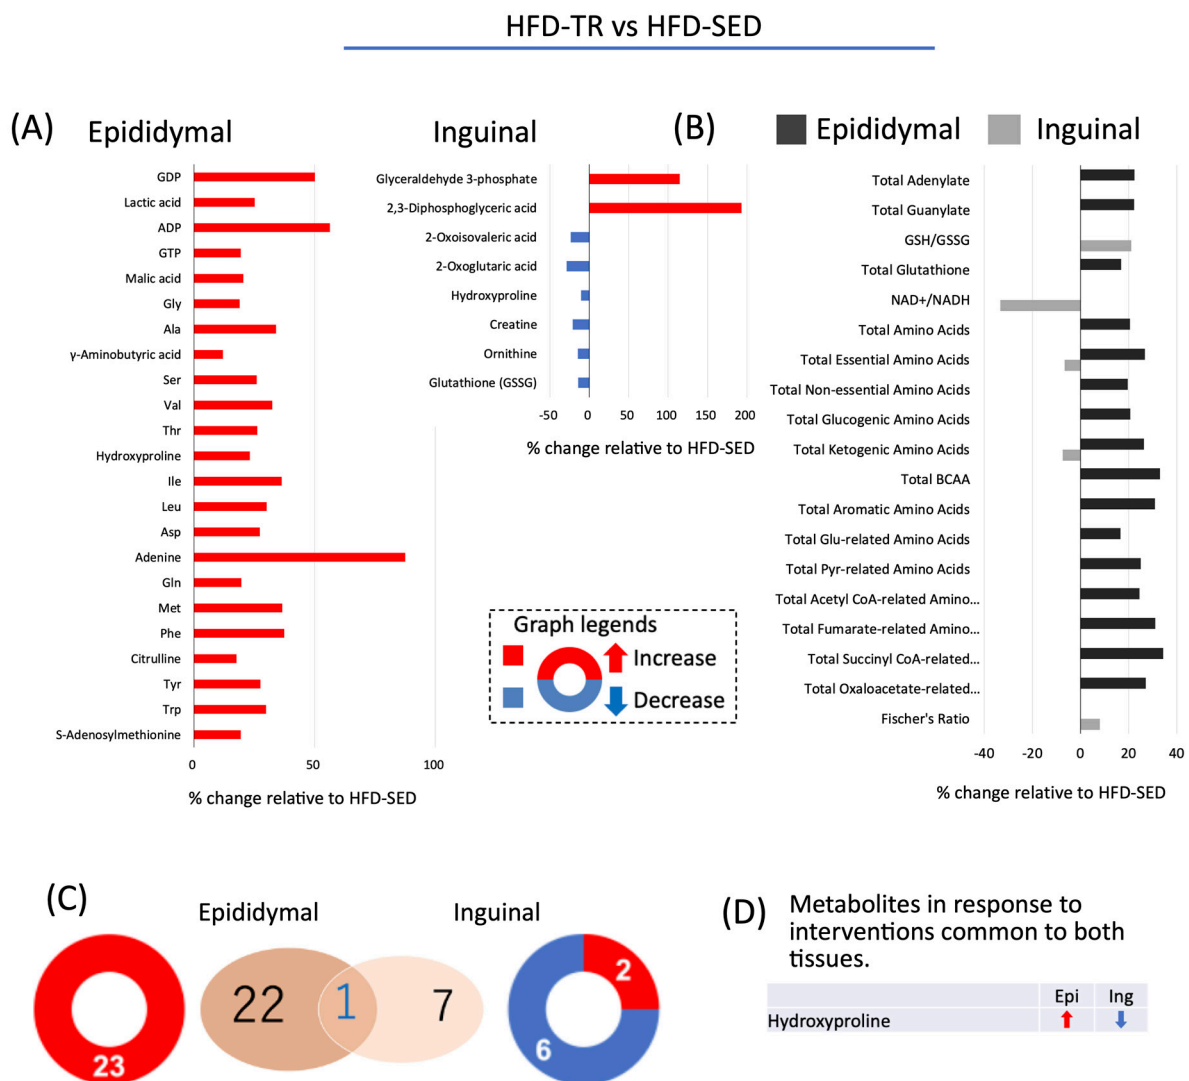 HFD-TR vs HFD-SED
(A)
Epididymal
GDP
Lactic acid
ADP
GTP
Malic acid
Gly
Ala
γ-Aminobutyric acid
Ser
Val
Thr
Hydroxyproline
Ile
Leu
Asp
Adenine
Gln
Met
Phe
Citrulline
Tyr
Trp
S-Adenosylmethionine
0 50 100
% change relative to HFD-SED
Inguinal
Glyceraldehyde 3-phosphate
2,3-Diphosphoglyceric acid
2-Oxoisovaleric acid
2-Oxoglutaric acid
Hydroxyproline
Creatine
Ornithine
Glutathione (GSSG)
-50 0 50 100 150 200
% change relative to HFD-SED
Graph legends
Increase
Decrease
(B)
Epididymal Inguinal
Total Adenylate
Total Guanylate
GSH/GSSG
Total Glutathione
NAD+/NADH
Total Amino Acids
Total Essential Amino Acids
Total Non-essential Amino Acids
Total Glucogenic Amino Acids
Total Ketogenic Amino Acids
Total BCAA
Total Aromatic Amino Acids
Total Glu-related Amino Acids
Total Pyr-related Amino Acids
Total Acetyl CoA-related Amino...
Total Fumarate-related Amino...
Total Succinyl CoA-related...
Total Oxaloacetate-related...
Fischer's Ratio
-40 -20 0 20 40
% change relative to HFD-SED
(C)
Epididymal Inguinal
23
22 1 7
2
6
(D)
Metabolites in response to
interventions common to both
tissues.
Epi Ing
Hydroxyproline